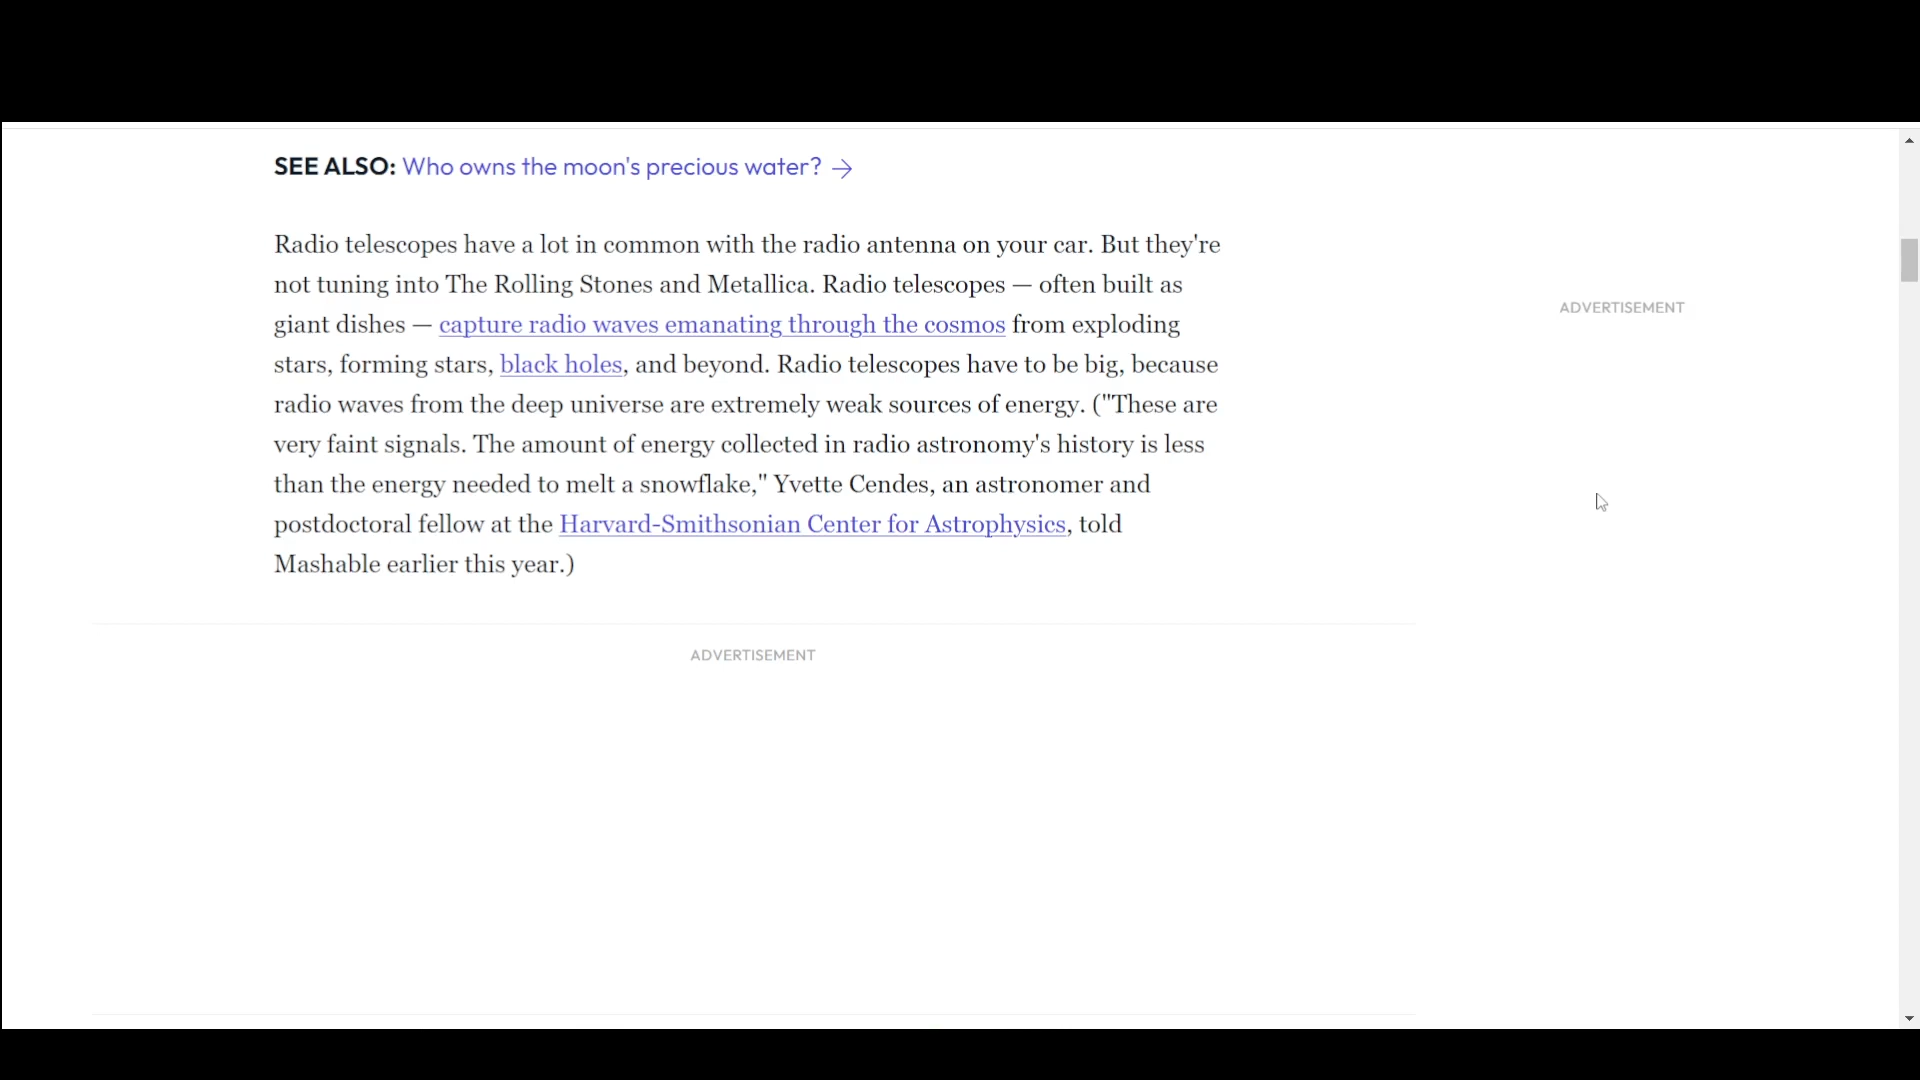 SEE ALSO: Who owns the moon's precious water? →
Radio telescopes have a lot in common with the radio antenna on your car. But they're
not tuning into The Rolling Stones and Metallica. Radio telescopes — often built as
giant dishes — capture radio waves emanating through the cosmos from exploding
stars, forming stars, black holes, and beyond. Radio telescopes have to be big, because
radio waves from the deep universe are extremely weak sources of energy. ("These are
very faint signals. The amount of energy collected in radio astronomy's history is less
than the energy needed to melt a snowflake," Yvette Cendes, an astronomer and
postdoctoral fellow at the Harvard-Smithsonian Center for Astrophysics, told
Mashable earlier this year.)
ADVERTISEMENT
ADVERTISEMENT